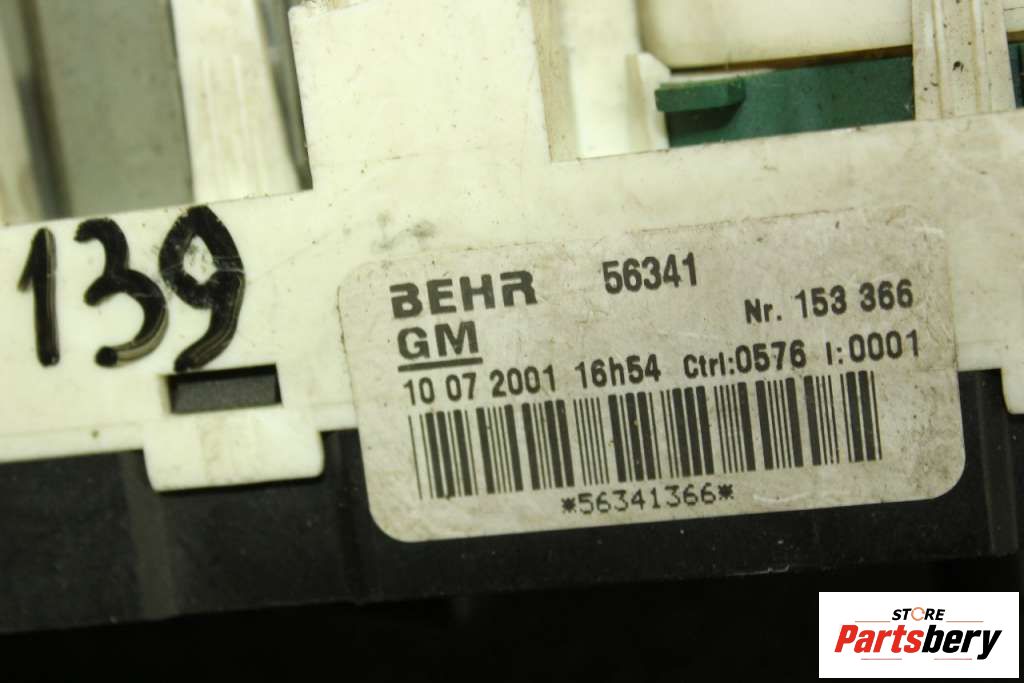 139
BEHR 56341
GM Nr. 153 366
10 07 2001 16h54 Ctrl:0576 I:0001
*56341366*
STORE
Partsbery